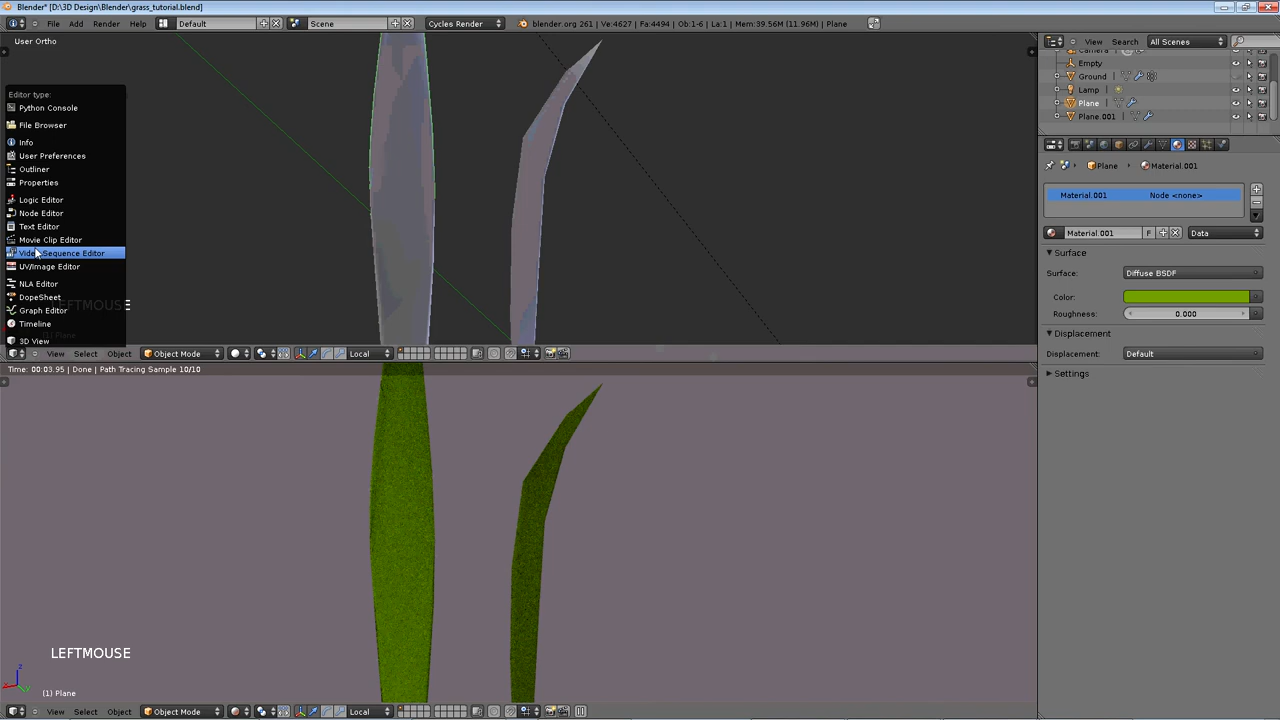 Blender* [D:\3D Design\Blender\grass_tutorial.blend]
File Add Render Help Default Scene Cycles Render blender.org 261 | Ve:4627 | Fa:4494 | Ob:1-6 | La:1 | Mem:39.56M (11.96M) | Plane
User Ortho
Editor type:
Python Console
File Browser
Info
User Preferences
Outliner
Properties
Logic Editor
Node Editor
Text Editor
Movie Clip Editor
Sequence Editor
UV/Image Editor
NLA Editor
DopeSheet
Graph Editor
Timeline
3D View
View Select Object Object Mode Local
Time: 00:03.95 | Done | Path Tracing Sample 10/10
LEFTMOUSE
(1) Plane
View Select Object Object Mode Local
View Search All Scenes
Camera
Empty
Ground
Lamp
Plane
Plane.001
Plane Material.001
Material.001 Node <none>
Material.001 F Data
Surface
Surface: Diffuse BSDF
Color:
Roughness: 0.000
Displacement
Displacement: Default
Settings